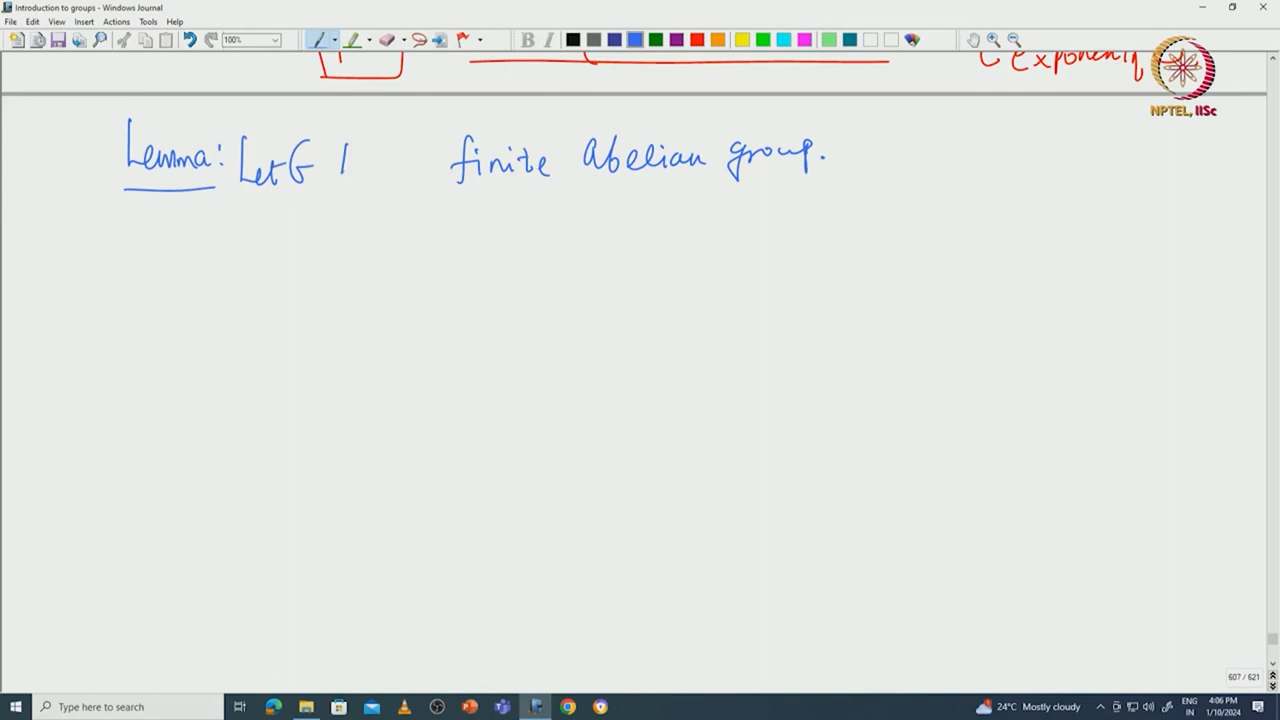 Introduction to groups - Windows Journal
File Edit View Insert Actions Tools Help
100%
NPTEL, IISc
Lemma: Let G finite Abelian group.
607 / 621
Type here to search
24°C Mostly cloudy
ENG
IN
4:06 PM
1/10/2024